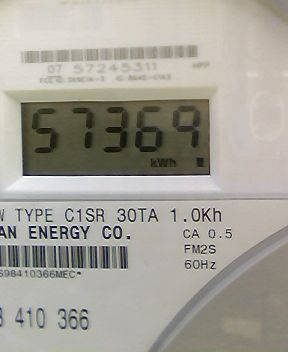 07 57245311
57369
kWh
TYPE C1SR 30TA 1.0Kh
AN ENERGY CO. CA 0.5
FM2S
698410366MEC* 60Hz
410 366